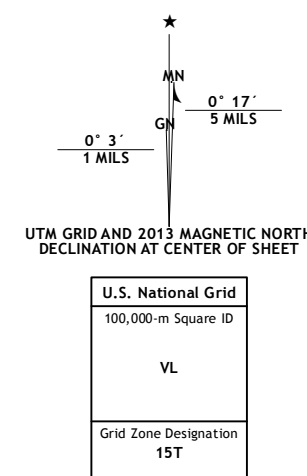 ★
MN
0° 17´
5 MILS
GN
0° 3´
1 MILS
UTM GRID AND 2013 MAGNETIC NORTH
DECLINATION AT CENTER OF SHEET
U.S. National Grid
100,000-m Square ID
VL
Grid Zone Designation
15T